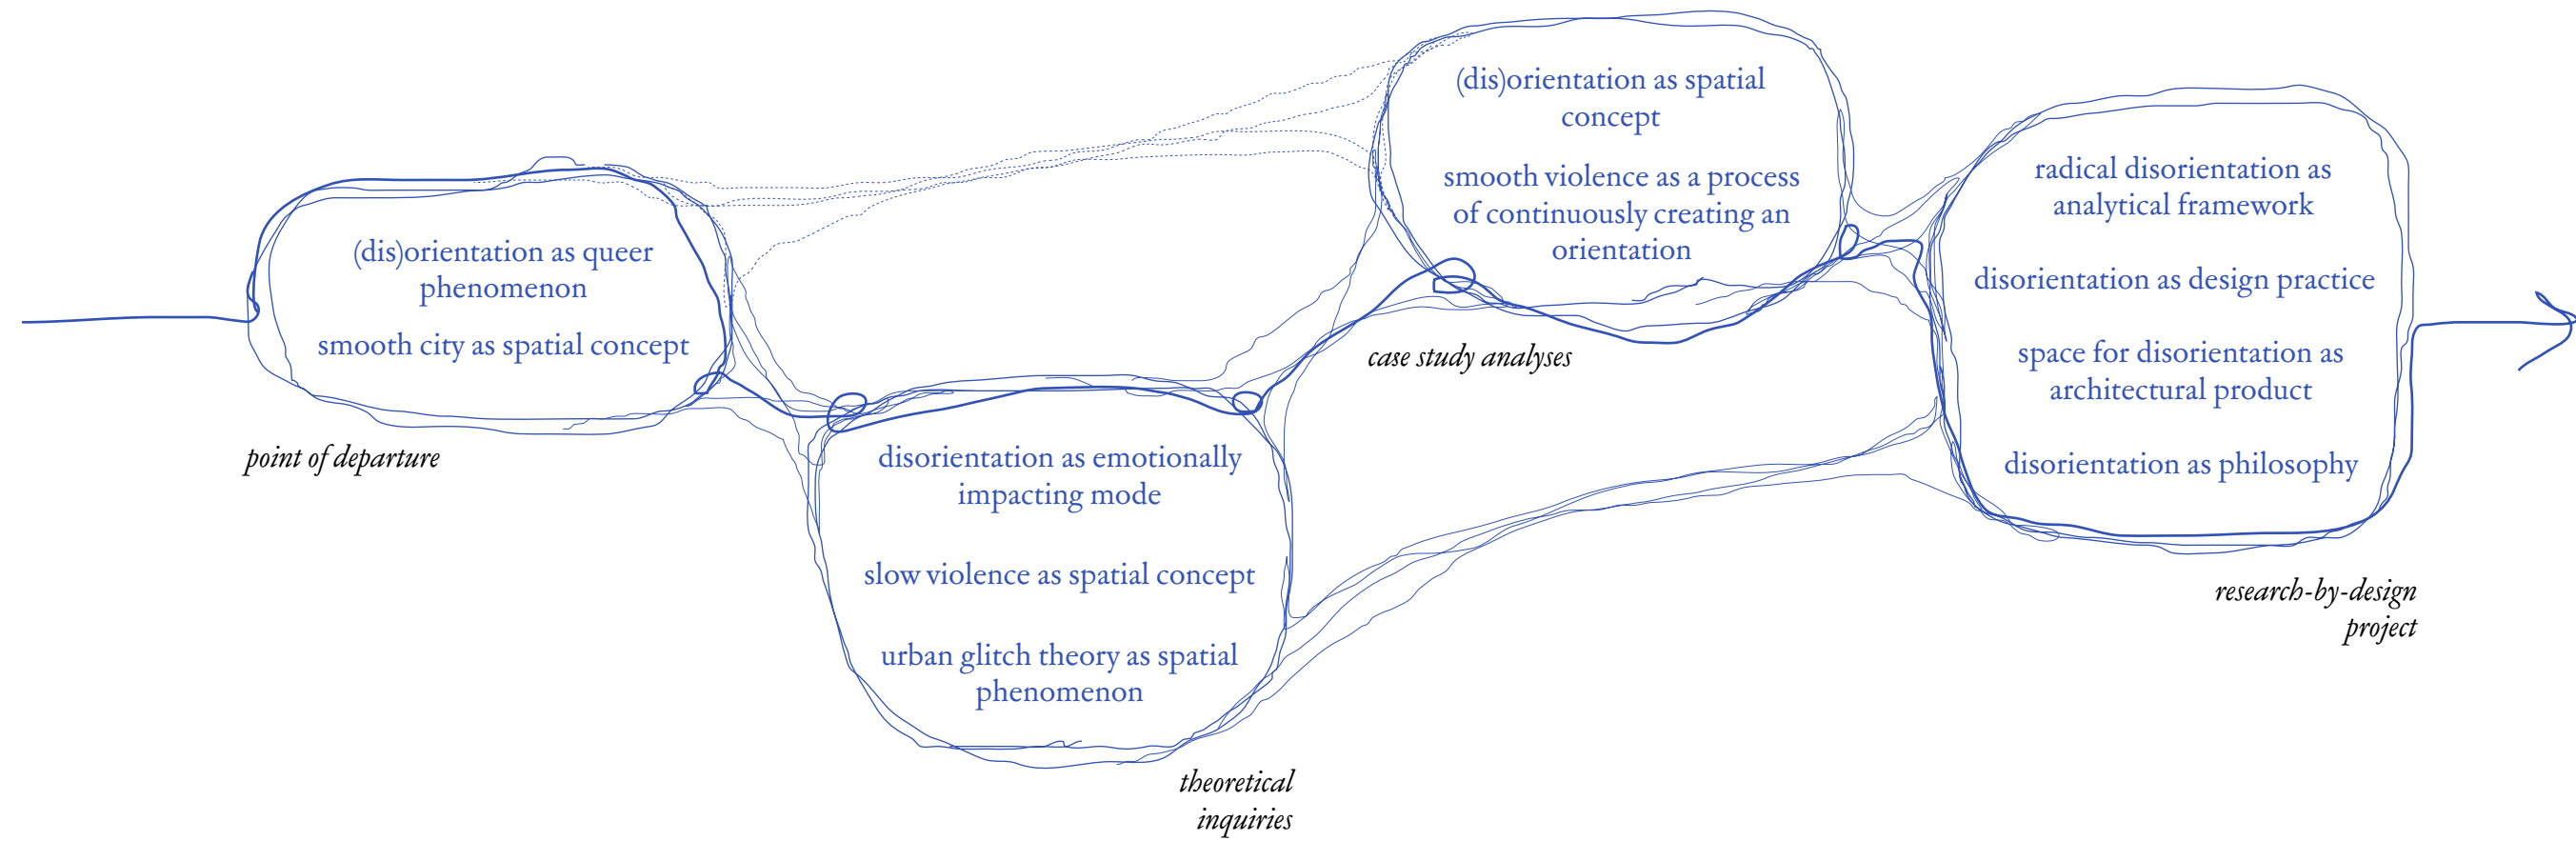 (dis)orientation as queer
phenomenon
smooth city as spatial concept
point of departure
disorientation as emotionally
impacting mode
slow violence as spatial concept
urban glitch theory as spatial
phenomenon
theoretical
inquiries
(dis)orientation as spatial
concept
smooth violence as a process
of continuously creating an
orientation
case study analyses
radical disorientation as
analytical framework
disorientation as design practice
space for disorientation as
architectural product
disorientation as philosophy
research-by-design
project